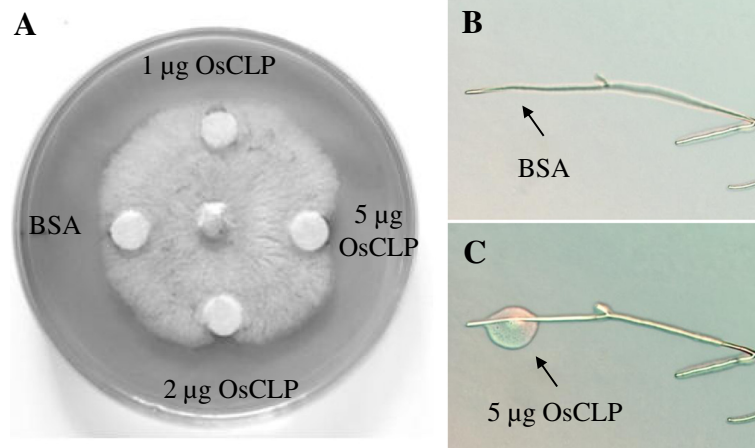 A
1 µg OsCLP
BSA
5 µg
OsCLP
2 µg OsCLP
B
BSA
C
5 µg OsCLP